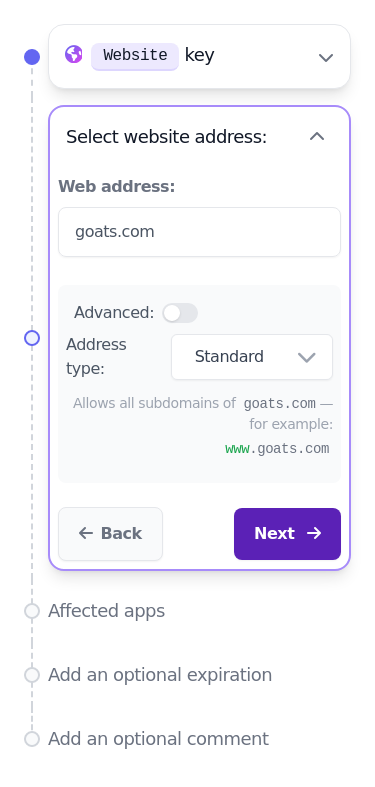 Website key
Select website address:
Web address:
goats.com
Advanced:
Address
type:
Standard
Allows all subdomains of goats.com —
for example:
www.goats.com
Back
Next
Affected apps
Add an optional expiration
Add an optional comment